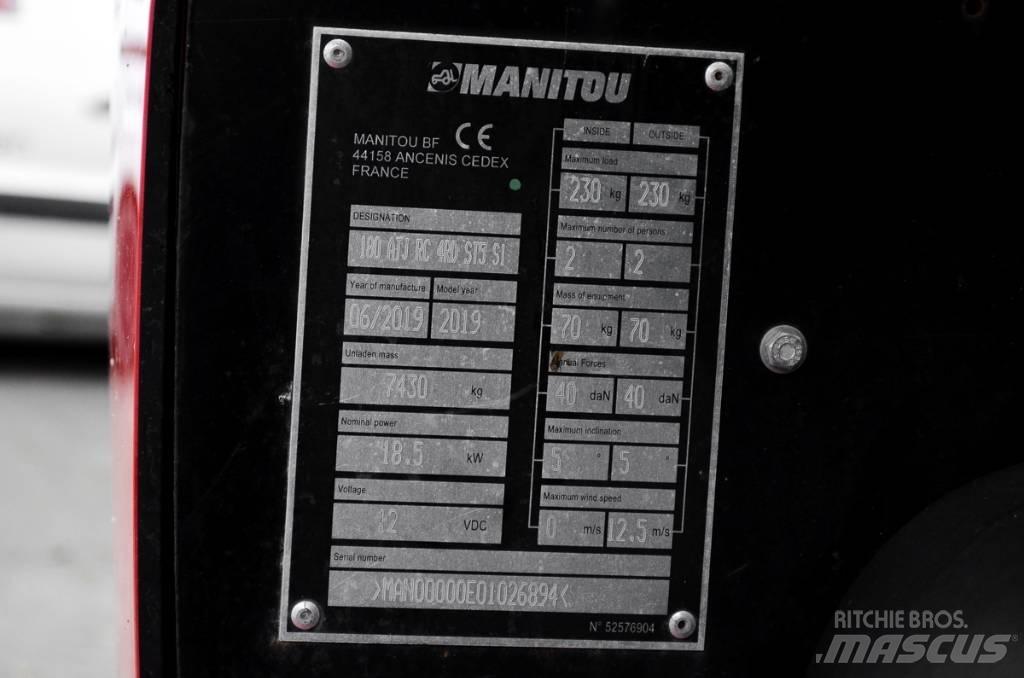 MANITOU
MANITOU BF CE
44158 ANCENIS CEDEX
FRANCE
DESIGNATION
180 ATJ RC 4RD ST5 S1
Year of manufacture Model year
06/2019 2019
Unladen mass
7430 kg
Nominal power
18.5 kW
Voltage
12 VDC
INSIDE OUTSIDE
Maximum load
230 kg 230 kg
Maximum number of persons
2 2
Mass of equipment
70 kg 70 kg
Manual Forces
40 daN 40 daN
Maximum inclination
5 ° 5 °
Maximum wind speed
0 m/s 12.5 m/s
Serial number
>MAN00000E01026894<
N° 52576904
RITCHIE BROS.
MASCUS